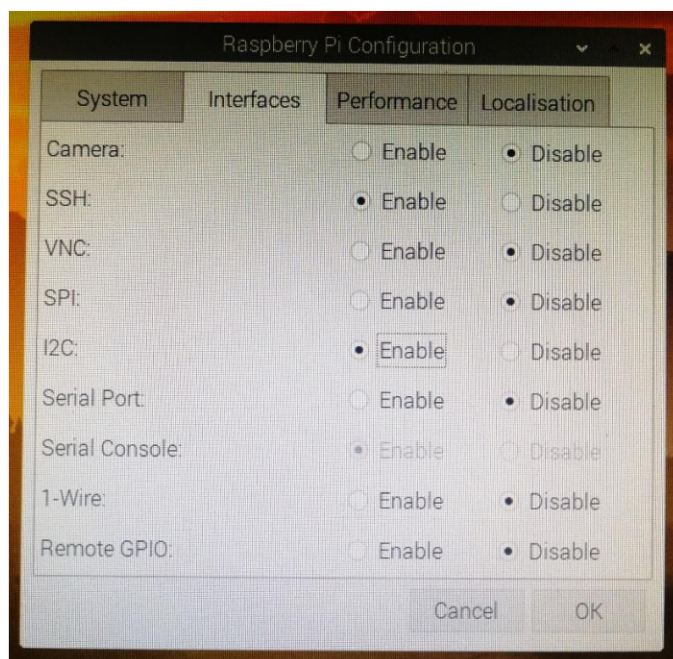 Raspberry Pi Configuration
System Interfaces Performance Localisation
Camera: Enable Disable
SSH: Enable Disable
VNC: Enable Disable
SPI: Enable Disable
I2C: Enable Disable
Serial Port: Enable Disable
Serial Console: Enable Disable
1-Wire: Enable Disable
Remote GPIO: Enable Disable
Cancel OK